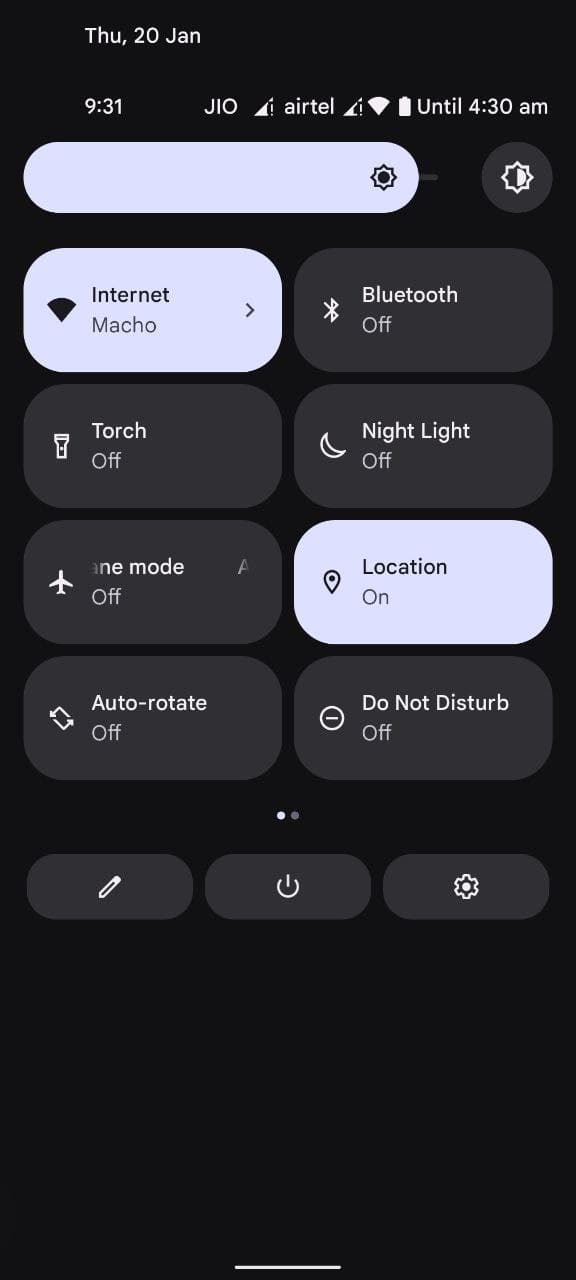 Thu, 20 Jan
9:31 JIO airtel Until 4:30 am
Internet
Macho
Bluetooth
Off
Torch
Off
Night Light
Off
ne mode A
Off
Location
On
Auto-rotate
Off
Do Not Disturb
Off